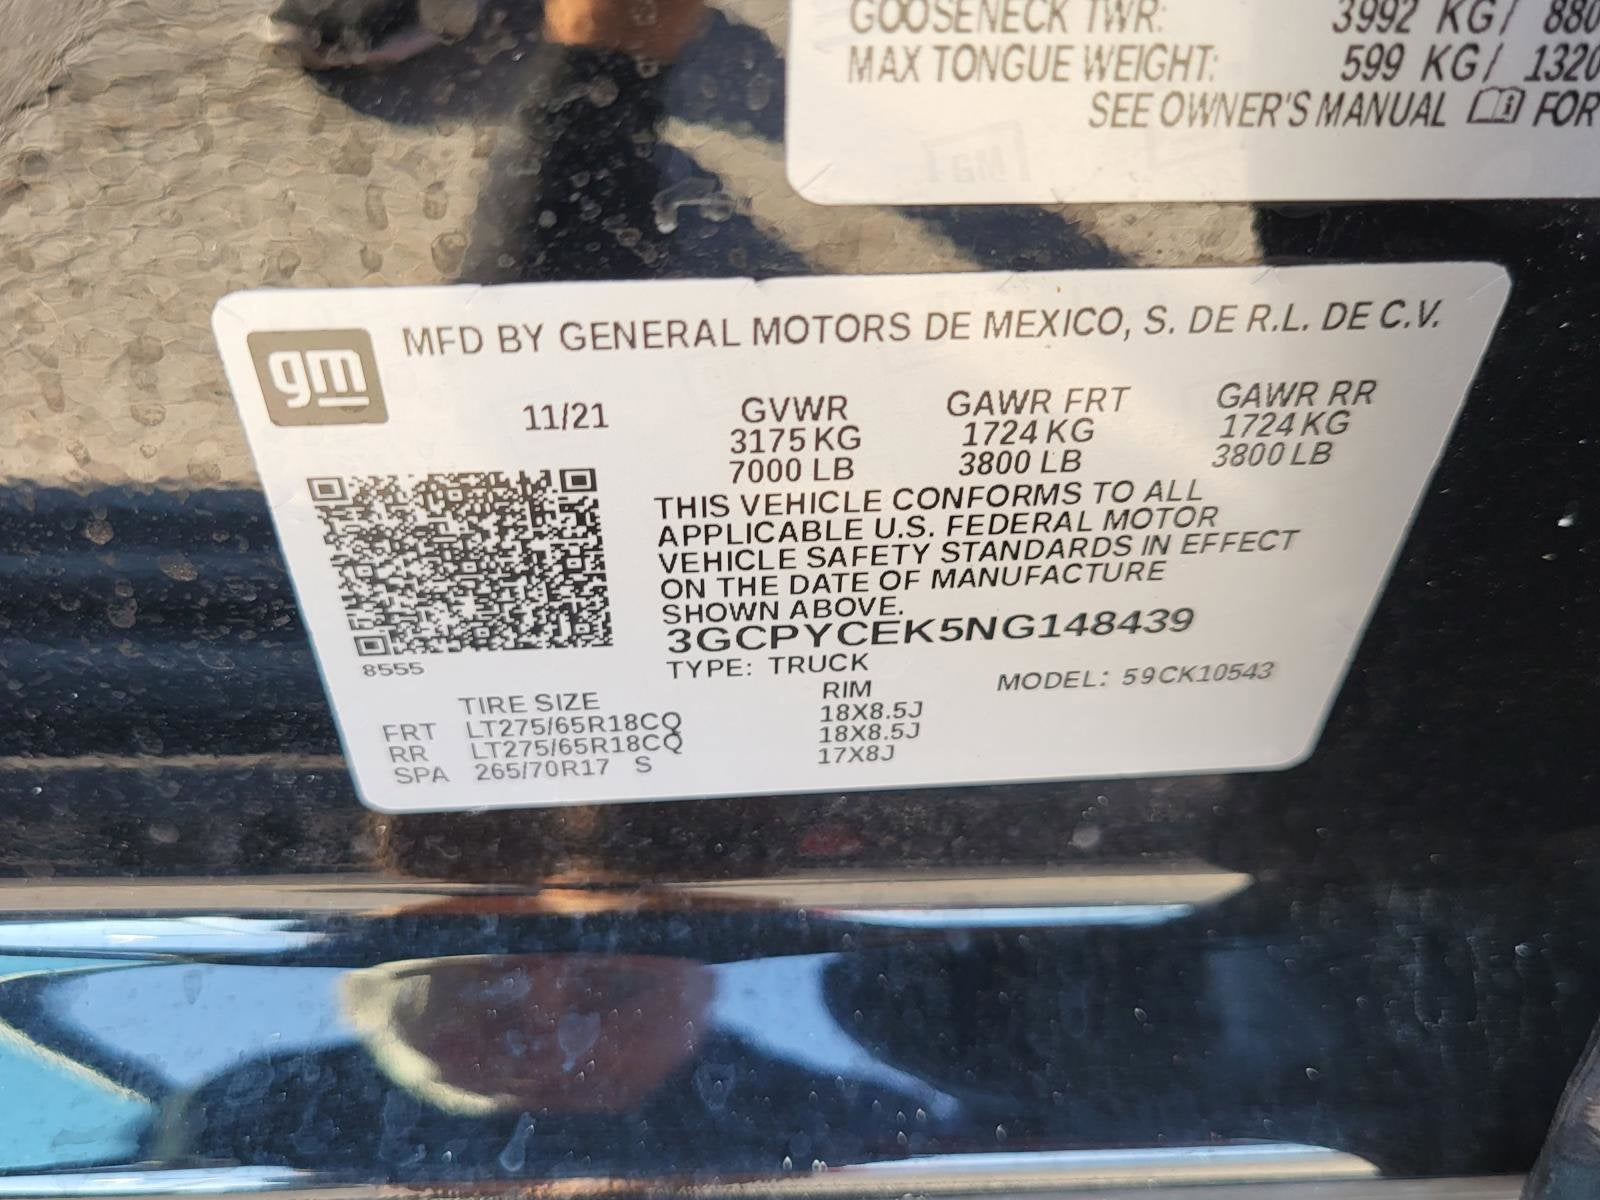 GOOSENECK TWR: 3992 KG/ 880
MAX TONGUE WEIGHT: 599 KG/ 1320
SEE OWNER'S MANUAL FOR
gm
MFD BY GENERAL MOTORS DE MEXICO, S. DE R.L. DE C.V.
11/21 GVWR GAWR FRT GAWR RR
3175 KG 1724 KG 1724 KG
7000 LB 3800 LB 3800 LB
THIS VEHICLE CONFORMS TO ALL
APPLICABLE U.S. FEDERAL MOTOR
VEHICLE SAFETY STANDARDS IN EFFECT
ON THE DATE OF MANUFACTURE
SHOWN ABOVE.
3GCPYCEK5NG148439
8555
TYPE: TRUCK MODEL: 59CK10543
TIRE SIZE RIM
FRT LT275/65R18CQ 18X8.5J
RR LT275/65R18CQ 18X8.5J
SPA 265/70R17 S 17X8J